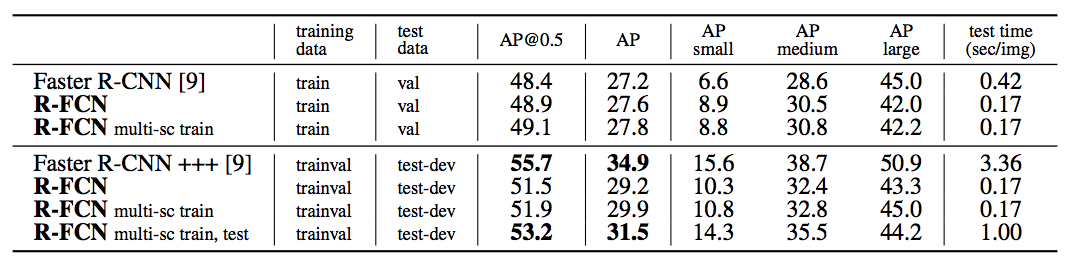 training data test data AP@0.5 AP AP small AP medium AP large test time (sec/img)
Faster R-CNN [9] train val 48.4 27.2 6.6 28.6 45.0 0.42
R-FCN train val 48.9 27.6 8.9 30.5 42.0 0.17
R-FCN multi-sc train train val 49.1 27.8 8.8 30.8 42.2 0.17
Faster R-CNN +++ [9] trainval test-dev 55.7 34.9 15.6 38.7 50.9 3.36
R-FCN trainval test-dev 51.5 29.2 10.3 32.4 43.3 0.17
R-FCN multi-sc train trainval test-dev 51.9 29.9 10.8 32.8 45.0 0.17
R-FCN multi-sc train, test trainval test-dev 53.2 31.5 14.3 35.5 44.2 1.00